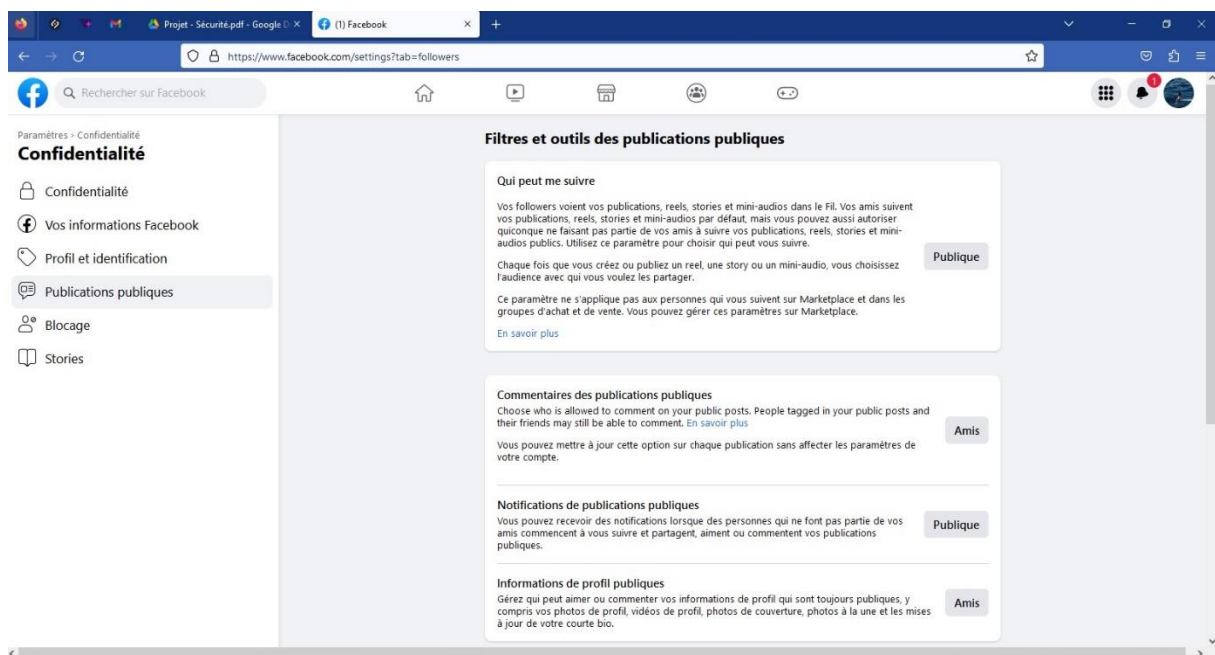 Projet - Sécurité.pdf - Google D
(1) Facebook
https://www.facebook.com/settings?tab=followers
Rechercher sur Facebook
1
Paramètres › Confidentialité
Confidentialité
Confidentialité
Vos informations Facebook
Profil et identification
Publications publiques
Blocage
Stories
Filtres et outils des publications publiques
Qui peut me suivre
Vos followers voient vos publications, reels, stories et mini-audios dans le Fil. Vos amis suivent
vos publications, reels, stories et mini-audios par défaut, mais vous pouvez aussi autoriser
quiconque ne faisant pas partie de vos amis à suivre vos publications, reels, stories et mini-
audios publics. Utilisez ce paramètre pour choisir qui peut vous suivre.
Publique
Chaque fois que vous créez ou publiez un reel, une story ou un mini-audio, vous choisissez
l'audience avec qui vous voulez les partager.
Ce paramètre ne s'applique pas aux personnes qui vous suivent sur Marketplace et dans les
groupes d'achat et de vente. Vous pouvez gérer ces paramètres sur Marketplace.
En savoir plus
Commentaires des publications publiques
Choose who is allowed to comment on your public posts. People tagged in your public posts and
their friends may still be able to comment. En savoir plus
Amis
Vous pouvez mettre à jour cette option sur chaque publication sans affecter les paramètres de
votre compte.
Notifications de publications publiques
Vous pouvez recevoir des notifications lorsque des personnes qui ne font pas partie de vos
amis commencent à vous suivre et partagent, aiment ou commentent vos publications
publiques.
Publique
Informations de profil publiques
Gérez qui peut aimer ou commenter vos informations de profil qui sont toujours publiques, y
compris vos photos de profil, vidéos de profil, photos de couverture, photos à la une et les mises
à jour de votre courte bio.
Amis